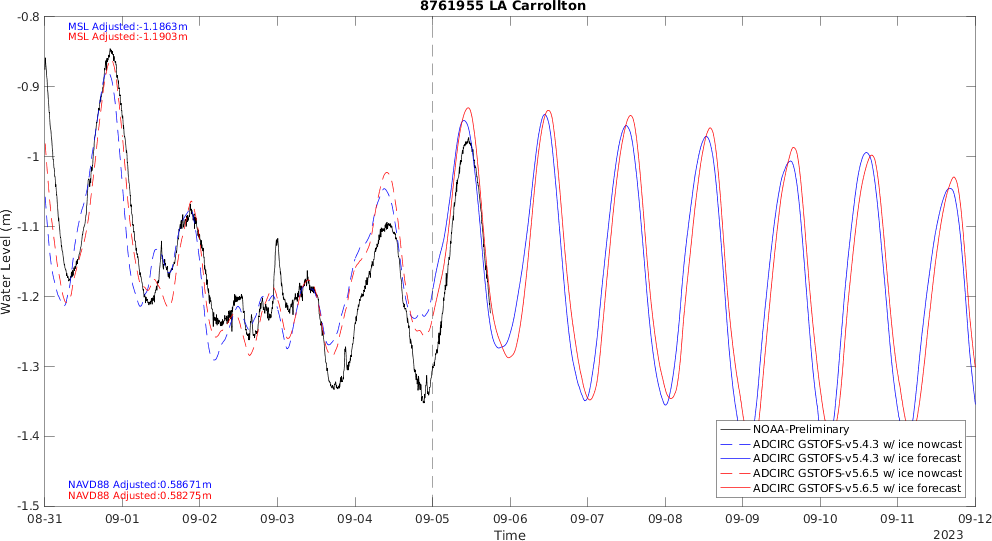 8761955 LA Carrollton
MSL Adjusted:-1.1863m
MSL Adjusted:-1.1903m
Water Level (m)
-0.8
-0.9
-1
-1.1
-1.2
-1.3
-1.4
-1.5
NOAA-Preliminary
ADCIRC GSTOFS-v5.4.3 w/ ice nowcast
ADCIRC GSTOFS-v5.4.3 w/ ice forecast
ADCIRC GSTOFS-v5.6.5 w/ ice nowcast
ADCIRC GSTOFS-v5.6.5 w/ ice forecast
NAVD88 Adjusted:0.58671m
NAVD88 Adjusted:0.58275m
08-31 09-01 09-02 09-03 09-04 09-05 09-06 09-07 09-08 09-09 09-10 09-11 09-12
Time
2023